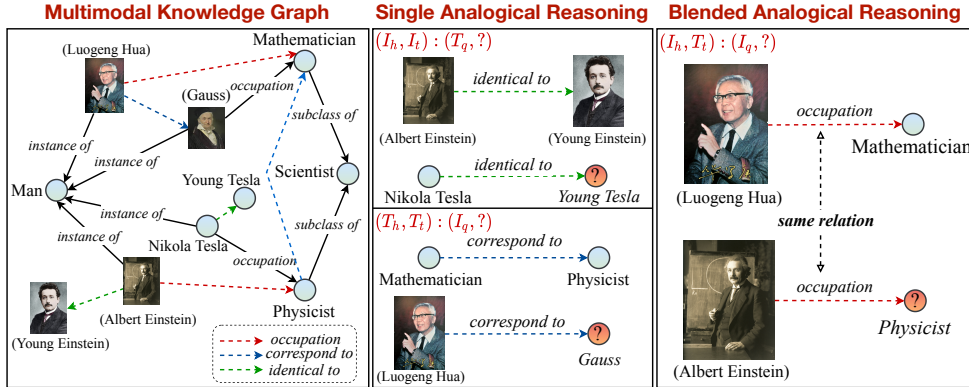 Multimodal Knowledge Graph
(Luogeng Hua)
Mathematician
(Gauss)
occupation
instance of
subclass of
instance of
Man
Young Tesla
Scientist
instance of
Nikola Tesla
instance of
occupation
subclass of
(Albert Einstein)
Physicist
(Young Einstein)
occupation
correspond to
identical to
Single Analogical Reasoning
(I_h, I_t) : (T_q, ?)
identical to
(Albert Einstein)
(Young Einstein)
identical to
?
Nikola Tesla
Young Tesla
(T_h, T_t) : (I_q, ?)
correspond to
Mathematician
Physicist
correspond to
?
(Luogeng Hua)
Gauss
Blended Analogical Reasoning
(I_h, T_t) : (I_q, ?)
occupation
Mathematician
(Luogeng Hua)
same relation
occupation
?
Physicist
(Albert Einstein)